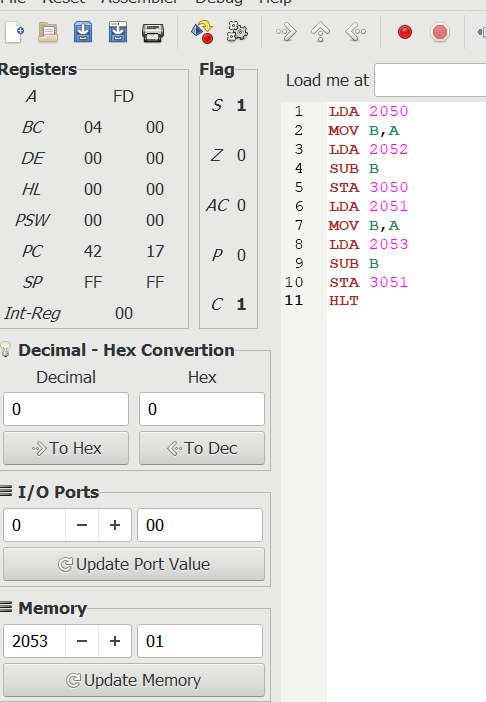 File Reset Assembler Debug Help
Registers
A FD
BC 04 00
DE 00 00
HL 00 00
PSW 00 00
PC 42 17
SP FF FF
Int-Reg 00
Flag
S 1
Z 0
AC 0
P 0
C 1
Decimal - Hex Convertion
Decimal Hex
0 0
To Hex To Dec
I/O Ports
0 − + 00
Update Port Value
Memory
2053 − + 01
Update Memory
Load me at
1 LDA 2050
2 MOV B,A
3 LDA 2052
4 SUB B
5 STA 3050
6 LDA 2051
7 MOV B,A
8 LDA 2053
9 SUB B
10 STA 3051
11 HLT